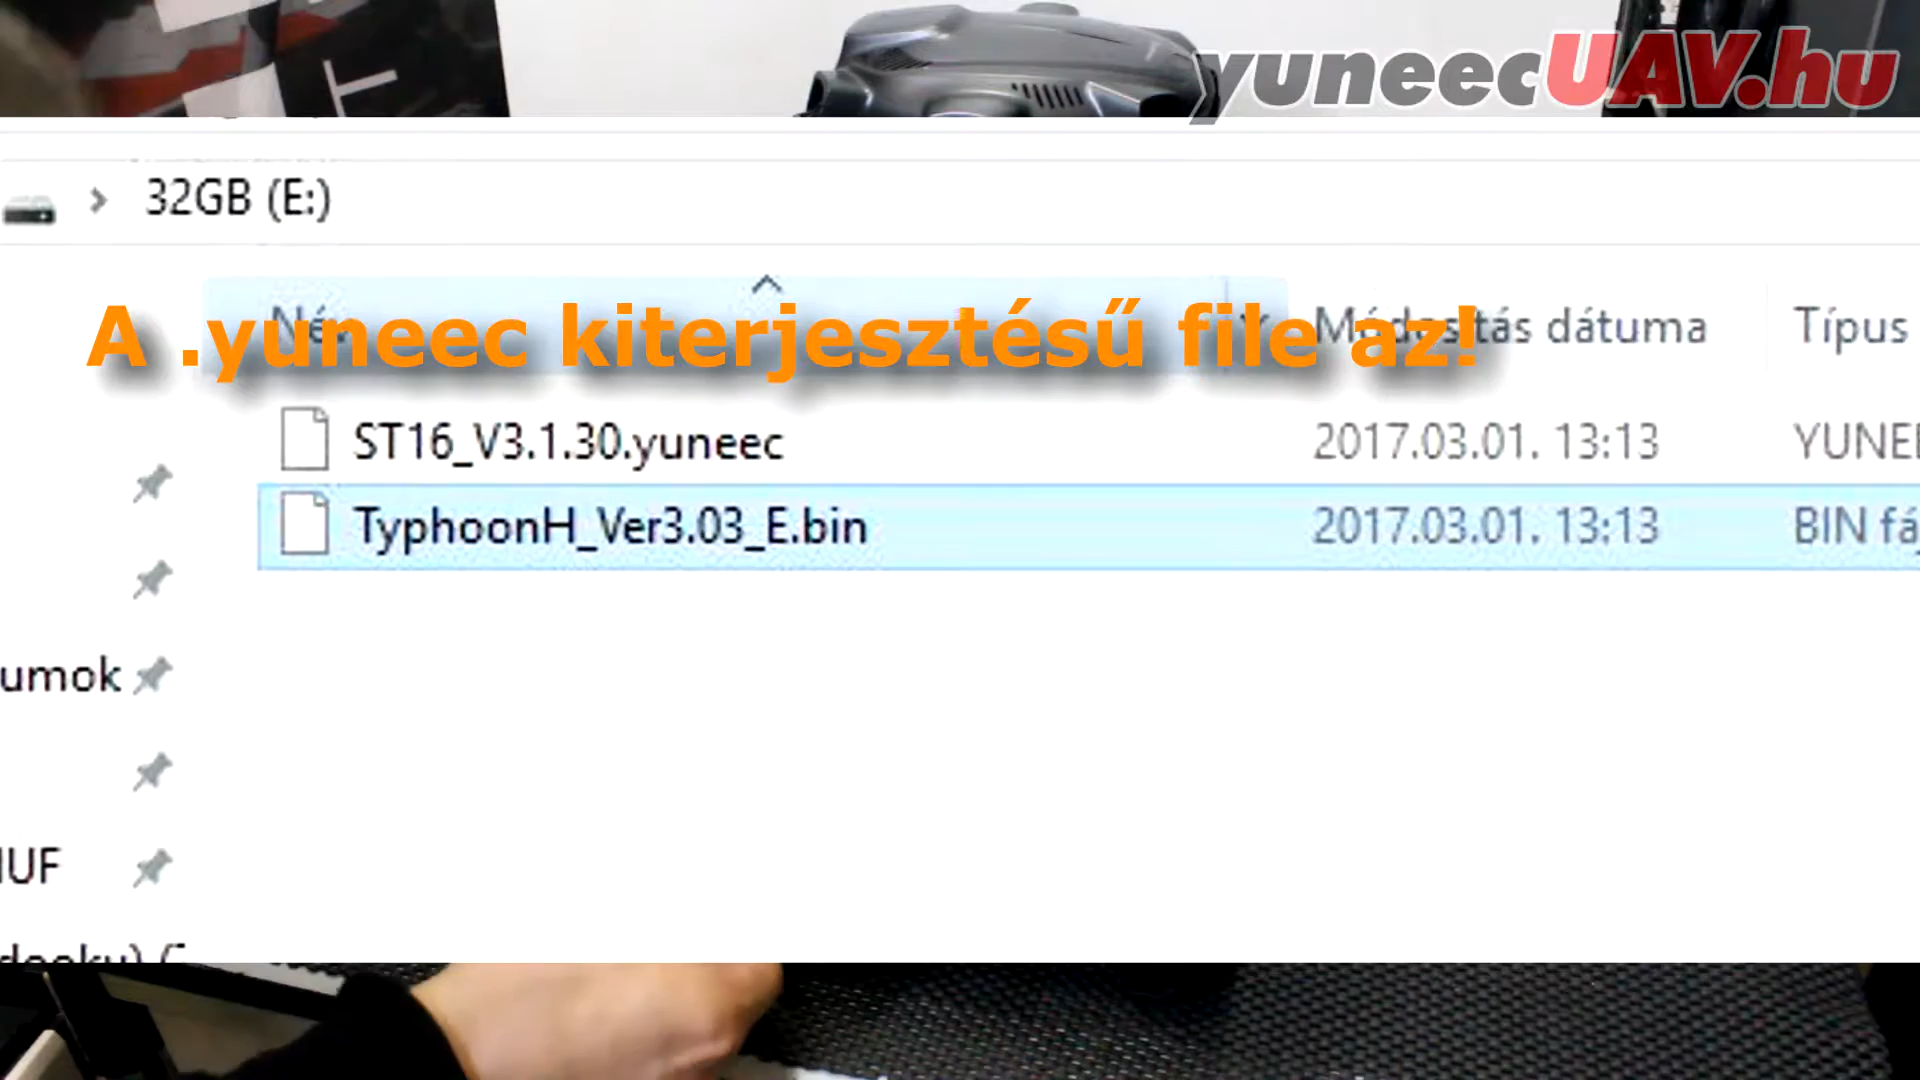 yuneecUAV.hu
32GB (E:)
A .yuneec kiterjesztésű file az!
Módosítás dátuma
Típus
ST16_V3.1.30.yuneec
2017.03.01. 13:13
TyphoonH_Ver3.03_E.bin
2017.03.01. 13:13
BIN